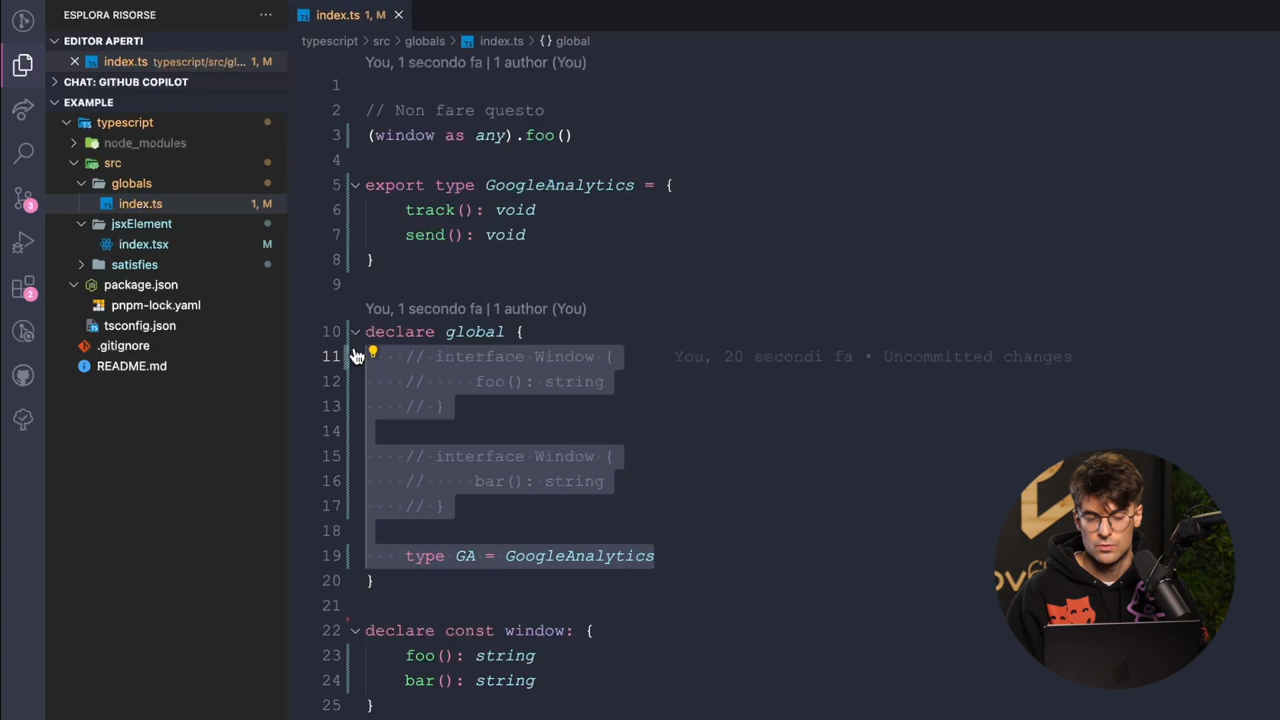 ESPLORA RISORSE
EDITOR APERTI
index.ts typescript/src/gl... 1, M
CHAT: GITHUB COPILOT
EXAMPLE
typescript
node_modules
src
globals
index.ts 1, M
jsxElement
index.tsx M
satisfies
package.json
pnpm-lock.yaml
tsconfig.json
.gitignore
README.md
3
2
index.ts 1, M
typescript > src > globals > index.ts > {} global
You, 1 secondo fa | 1 author (You)
1
2 // Non fare questo
3 (window as any).foo()
4
5 export type GoogleAnalytics = {
6 track(): void
7 send(): void
8 }
9
You, 1 secondo fa | 1 author (You)
10 declare global {
11 // interface Window { You, 20 secondi fa • Uncommitted changes
12 // foo(): string
13 // }
14
15 // interface Window {
16 // bar(): string
17 // }
18
19 type GA = GoogleAnalytics
20 }
21
22 declare const window: {
23 foo(): string
24 bar(): string
25 }